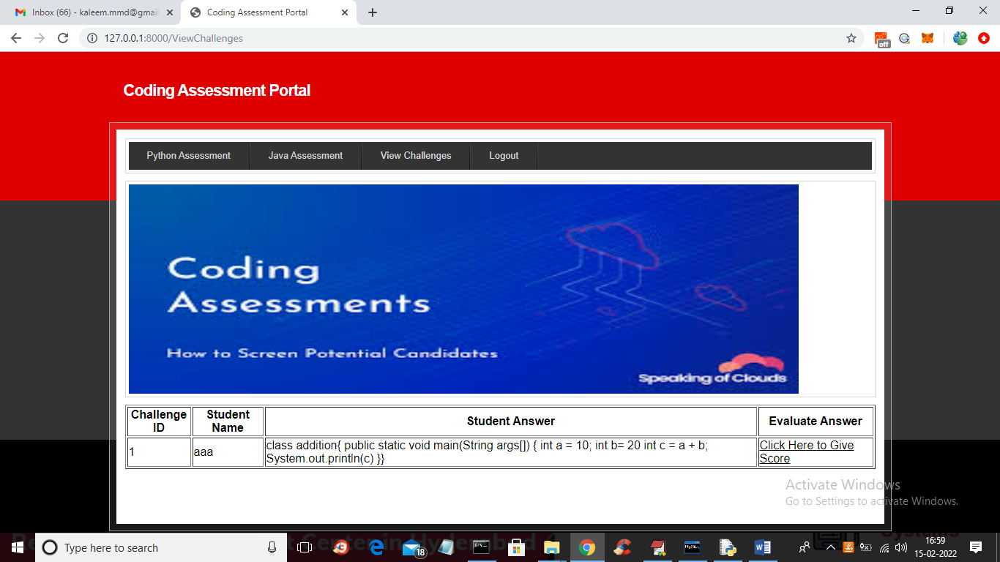 Inbox (66) - kaleem.mmd@gmail
Coding Assessment Portal
127.0.0.1:8000/ViewChallenges
off
Coding Assessment Portal
Python Assessment
Java Assessment
View Challenges
Logout
Coding
Assessments
How to Screen Potential Candidates
Speaking of Clouds
Challenge ID
Student Name
Student Answer
Evaluate Answer
1
aaa
class addition{ public static void main(String args[]) { int a = 10; int b= 20 int c = a + b;
System.out.println(c) }}
Click Here to Give
Score
Activate Windows
Go to Settings to activate Windows.
Type here to search
18
16:59
15-02-2022